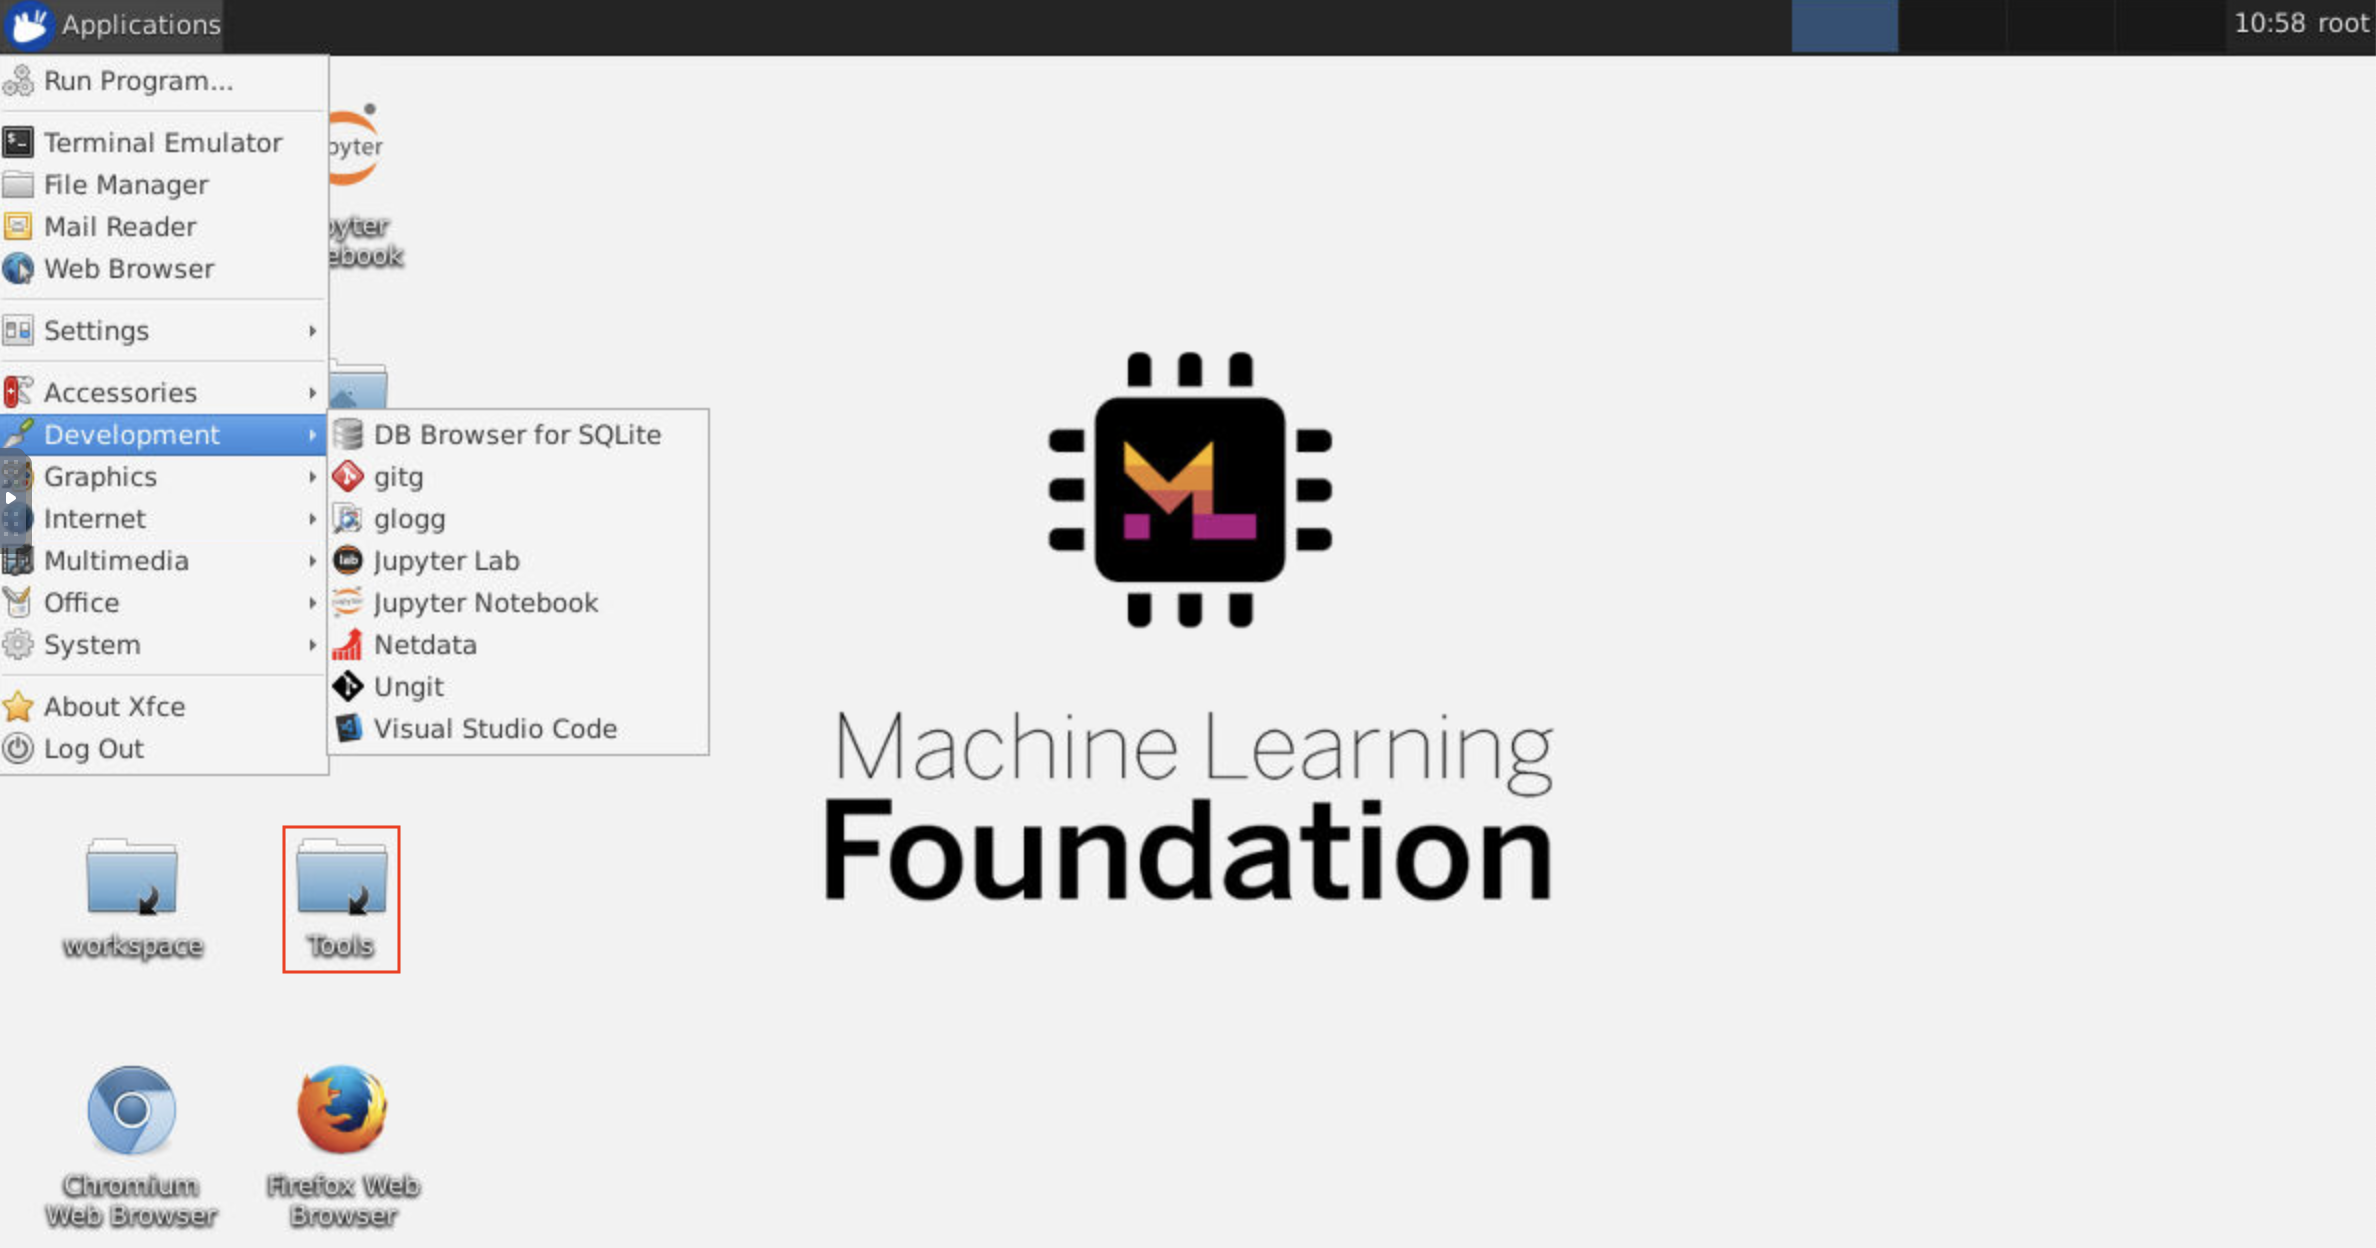 Applications
10:58 root
Run Program...
Terminal Emulator
File Manager
Mail Reader
Web Browser
Settings
Accessories
Development
Graphics
Internet
Multimedia
Office
System
About Xfce
Log Out
DB Browser for SQLite
gitg
glogg
Jupyter Lab
Jupyter Notebook
Netdata
Ungit
Visual Studio Code
pyter
yter
ebook
ML
Machine Learning
Foundation
workspace
Tools
Chromium
Web Browser
Firefox Web
Browser